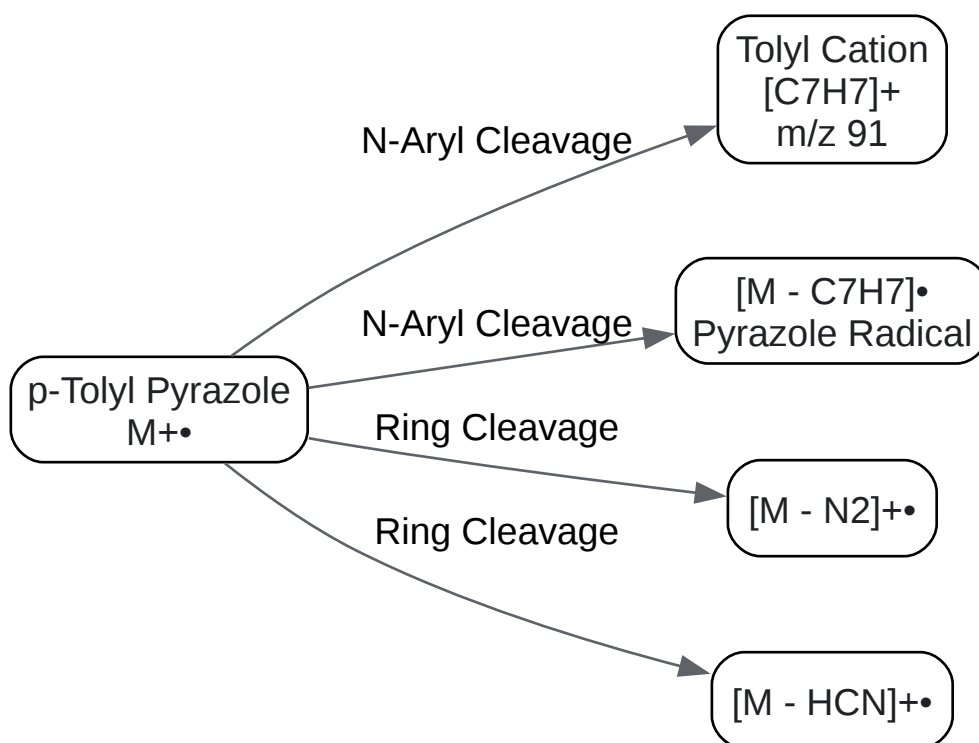 Tolyl Cation
[C7H7]+
m/z 91
N-Aryl Cleavage
[M - C7H7]•
Pyrazole Radical
N-Aryl Cleavage
p-Tolyl Pyrazole
M+•
Ring Cleavage
[M - N2]+•
Ring Cleavage
[M - HCN]+•